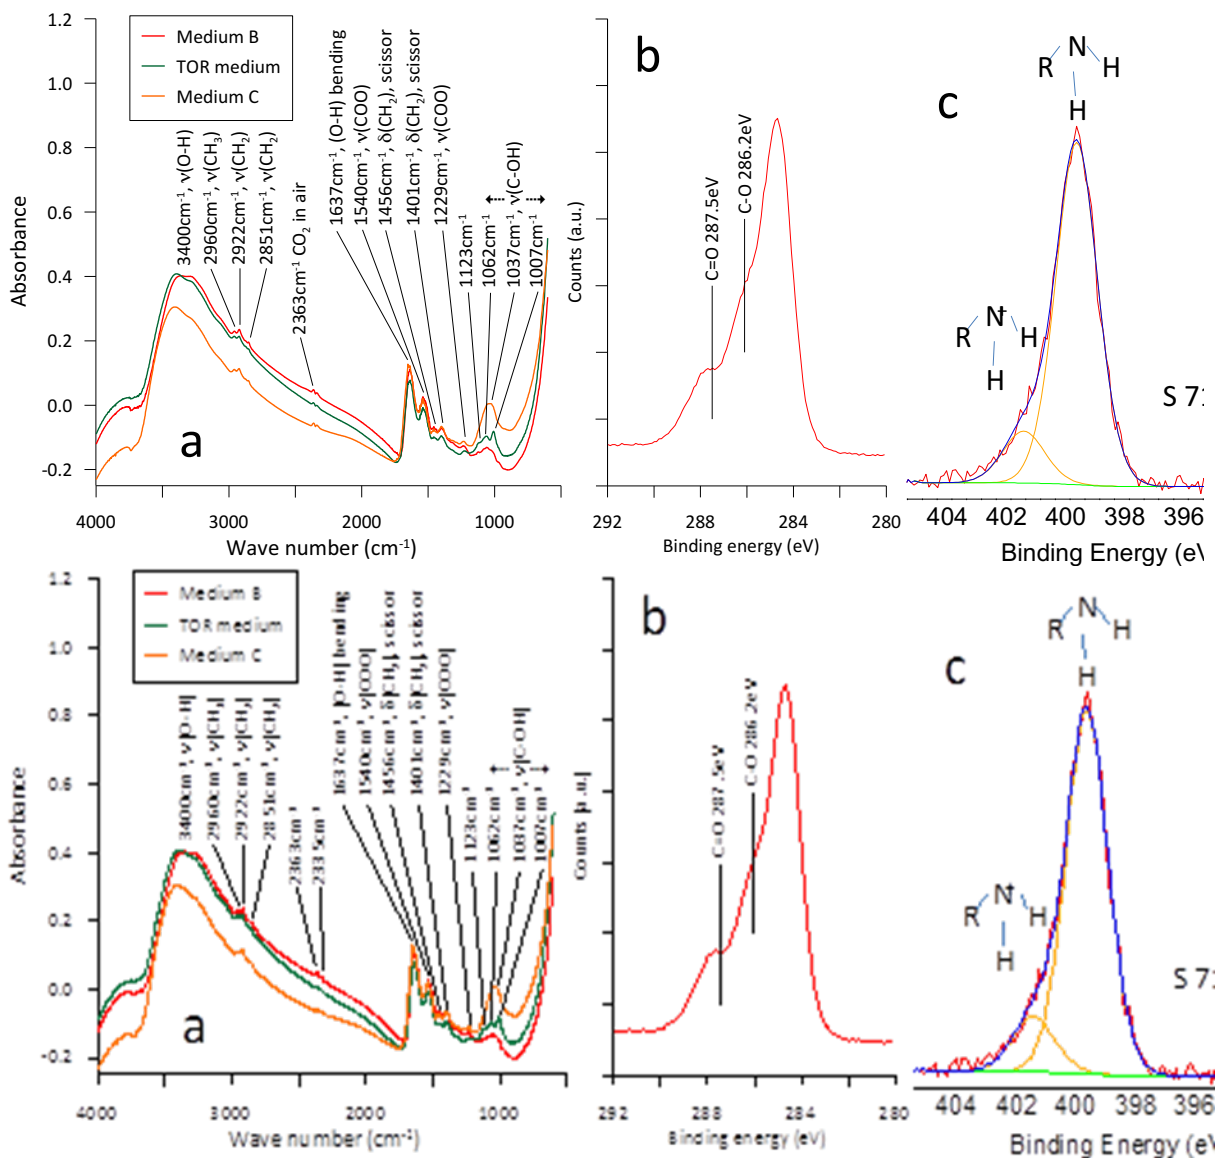 1.2
1.0
0.8
0.6
0.4
0.2
0.0
-0.2
Absorbance
Medium B
TOR medium
Medium C
3400cm⁻¹, ν(O-H)
2960cm⁻¹, ν(CH₃)
2922cm⁻¹, ν(CH₂)
2851cm⁻¹, ν(CH₂)
2363cm⁻¹ CO₂ in air
1637cm⁻¹, (O-H) bending
1540cm⁻¹, ν(COO)
1456cm⁻¹, δ(CH₂), scissor
1401cm⁻¹, δ(CH₂), scissor
1229cm⁻¹, ν(COO)
1123cm⁻¹
1062cm⁻¹
1037cm⁻¹, ν(C-OH)
1007cm⁻¹
a
4000 3000 2000 1000
Wave number (cm⁻¹)
b
Counts (a.u.)
C=O 287.5eV
C-O 286.2eV
292 288 284 280
Binding energy (eV)
c
N
R H
H
N⁺
R H
H
S 71
404 402 400 398 396
Binding Energy (eV
1.2
1.0
0.8
0.6
0.4
0.2
0.0
-0.2
Absorbance
Medium B
TOR medium
Medium C
3400cm⁻¹, ν[O-H]
2960cm⁻¹, ν[CH₃]
2922cm⁻¹, ν[CH₂]
2851cm⁻¹, ν[CH₂]
2363cm⁻¹
2335cm⁻¹
1637cm⁻¹, [O-H] bending
1540cm⁻¹, ν[COO]
1456cm⁻¹, δ[CH₂], scissor
1401cm⁻¹, δ[CH₂], scissor
1229cm⁻¹, ν[COO]
1123cm⁻¹
1062cm⁻¹
1037cm⁻¹, ν[C-OH]
1007cm⁻¹
a
4000 3000 2000 1000
Wave number (cm⁻¹)
b
Counts [a.u.]
C=O 287.5eV
C-O 286.2eV
292 288 284 280
Binding energy (eV)
c
N
R H
H
N⁺
R H
H
S 71
404 402 400 398 396
Binding Energy (eV